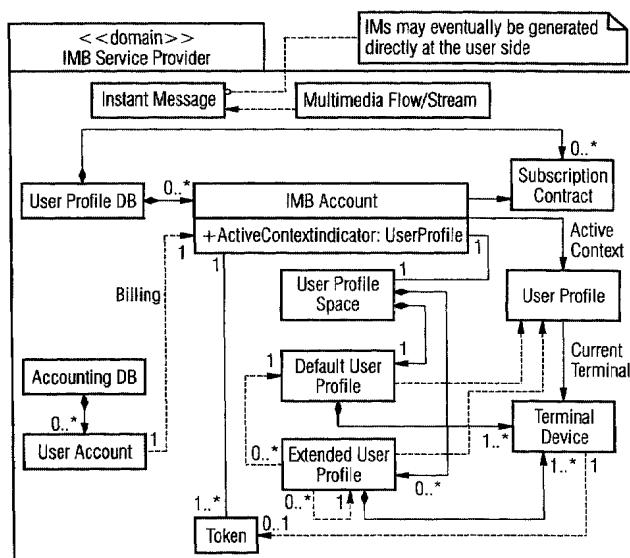 <<domain>>
IMB Service Provider
IMs may eventually be generated
directly at the user side
Instant Message
Multimedia Flow/Stream
0..*
User Profile DB
0..*
IMB Account
Subscription
Contract
+ActiveContextindicator: UserProfile
1
1
1
Active
Context
Billing
User Profile
Space
1
User Profile
Accounting DB
1
Default User
Profile
1
Current
Terminal
0..*
User Account
1
0..*
Extended User
Profile
1..*
Terminal
Device
0..*
1
0..*
1..*
1
1..*
Token
0..1